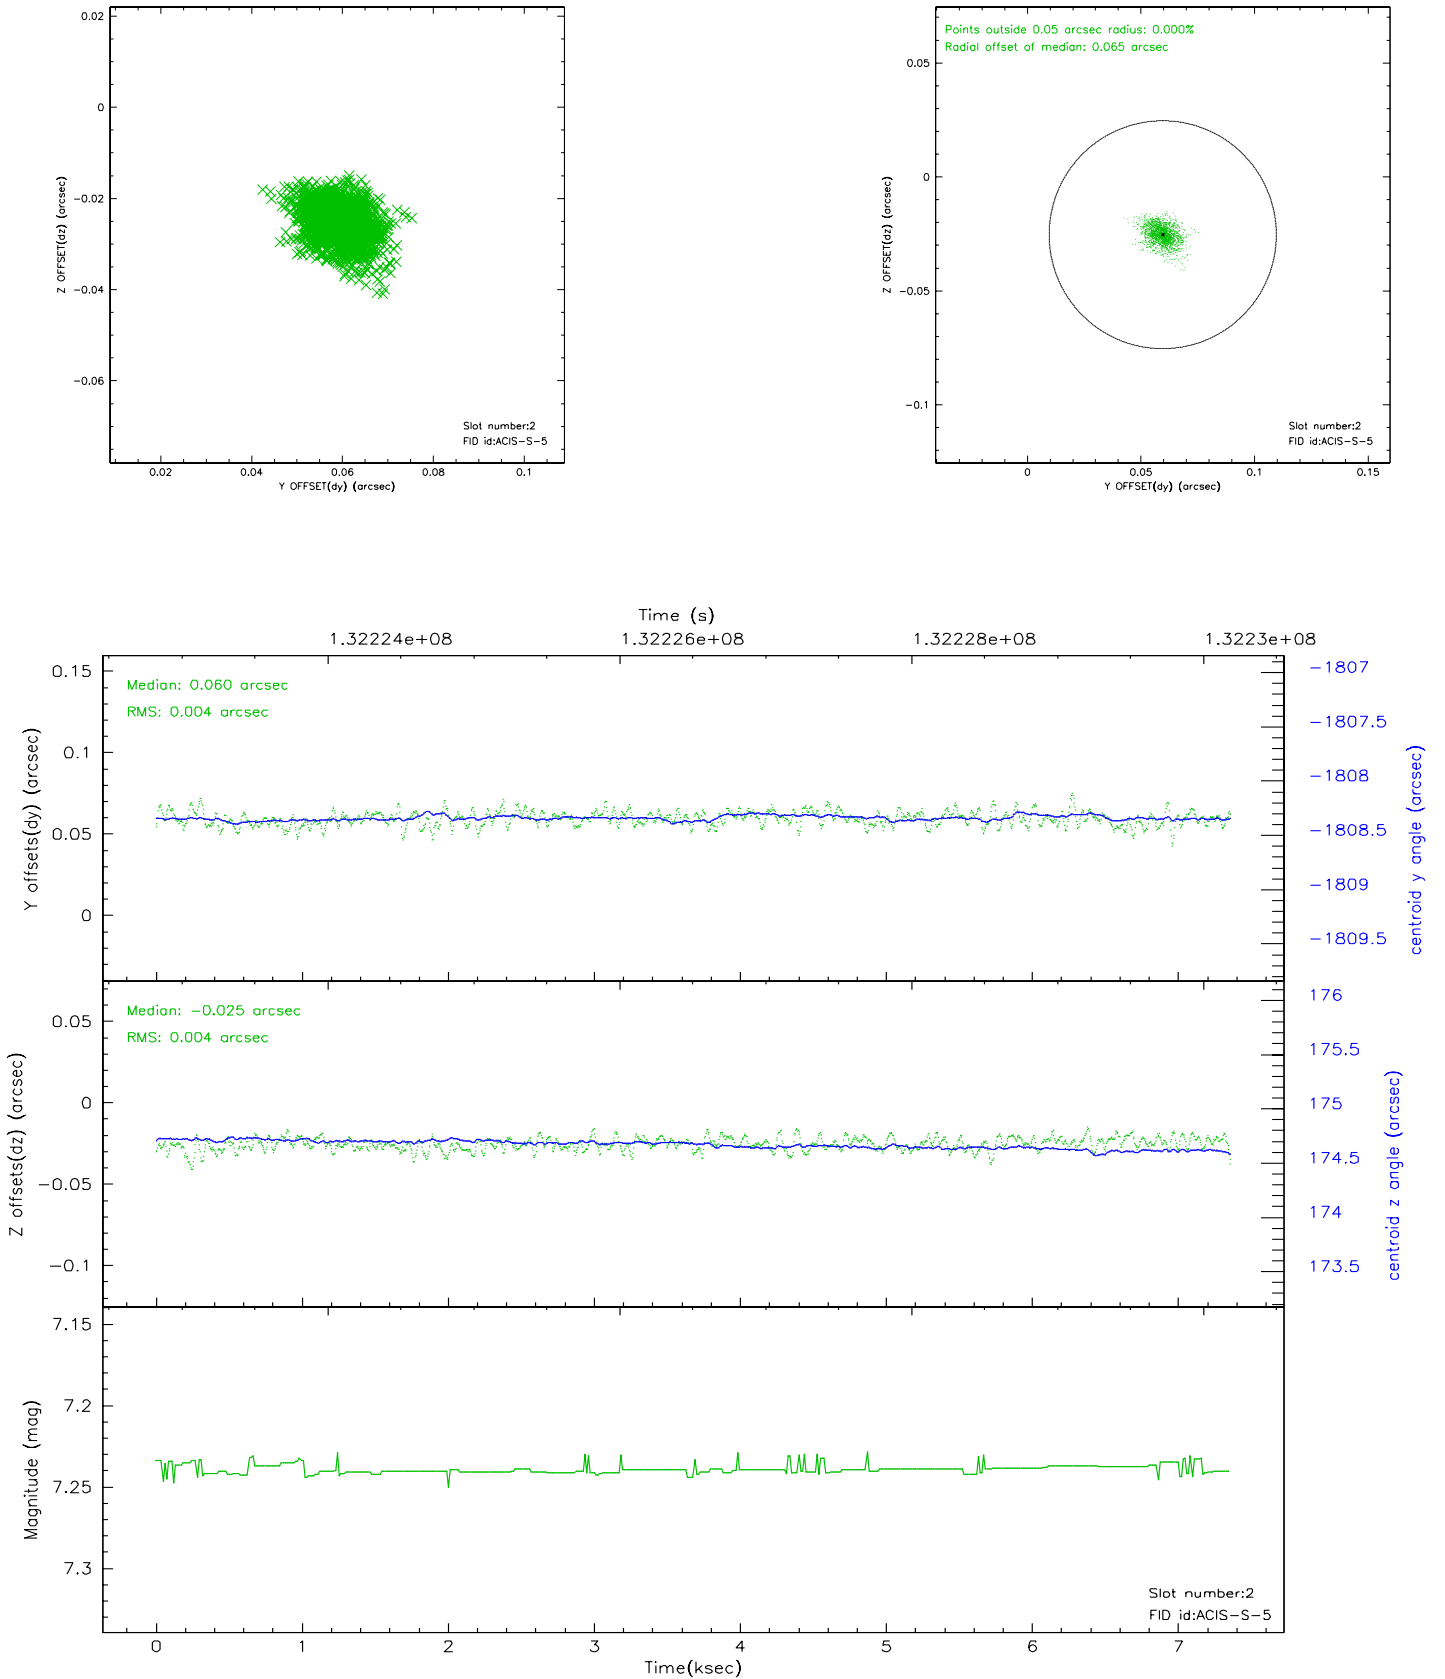 0.02
0
−0.02
−0.04
−0.06
Z OFFSET(dz) (arcsec)
Slot number:2
FID id:ACIS−S−5
0.02 0.04 0.06 0.08 0.1
Y OFFSET(dy) (arcsec)
Points outside 0.05 arcsec radius: 0.000%
Radial offset of median: 0.065 arcsec
0.05
0
−0.05
−0.1
Z OFFSET(dz) (arcsec)
Slot number:2
FID id:ACIS−S−5
0 0.05 0.1 0.15
Y OFFSET(dy) (arcsec)
Time (s)
1.32224e+08 1.32226e+08 1.32228e+08 1.3223e+08
Median: 0.060 arcsec
RMS: 0.004 arcsec
0.15
0.1
0.05
0
Y offsets(dy) (arcsec)
−1807
−1807.5
−1808
−1808.5
−1809
−1809.5
centroid y angle (arcsec)
Median: −0.025 arcsec
RMS: 0.004 arcsec
0.05
0
−0.05
−0.1
Z offsets(dz) (arcsec)
176
175.5
175
174.5
174
173.5
centroid z angle (arcsec)
7.15
7.2
7.25
7.3
Magnitude (mag)
Slot number:2
FID id:ACIS−S−5
0 1 2 3 4 5 6 7
Time(ksec)